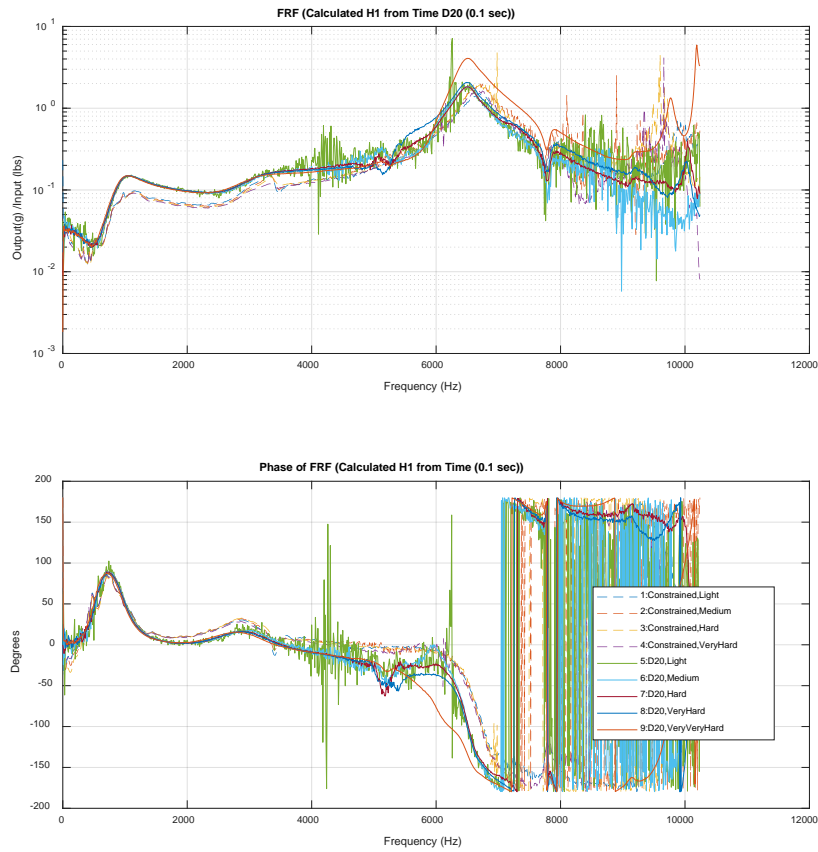 FRF (Calculated H1 from Time D20 (0.1 sec))
Output(g) /Input (lbs)
10 1
10 0
10 -1
10 -2
10 -3
0 2000 4000 6000 8000 10000 12000
Frequency (Hz)
Phase of FRF (Calculated H1 from Time (0.1 sec))
Degrees
200
150
100
50
0
-50
-100
-150
-200
1:Constrained,Light
2:Constrained,Medium
3:Constrained,Hard
4:Constrained,VeryHard
5:D20,Light
6:D20,Medium
7:D20,Hard
8:D20,VeryHard
9:D20,VeryVeryHard
0 2000 4000 6000 8000 10000 12000
Frequency (Hz)